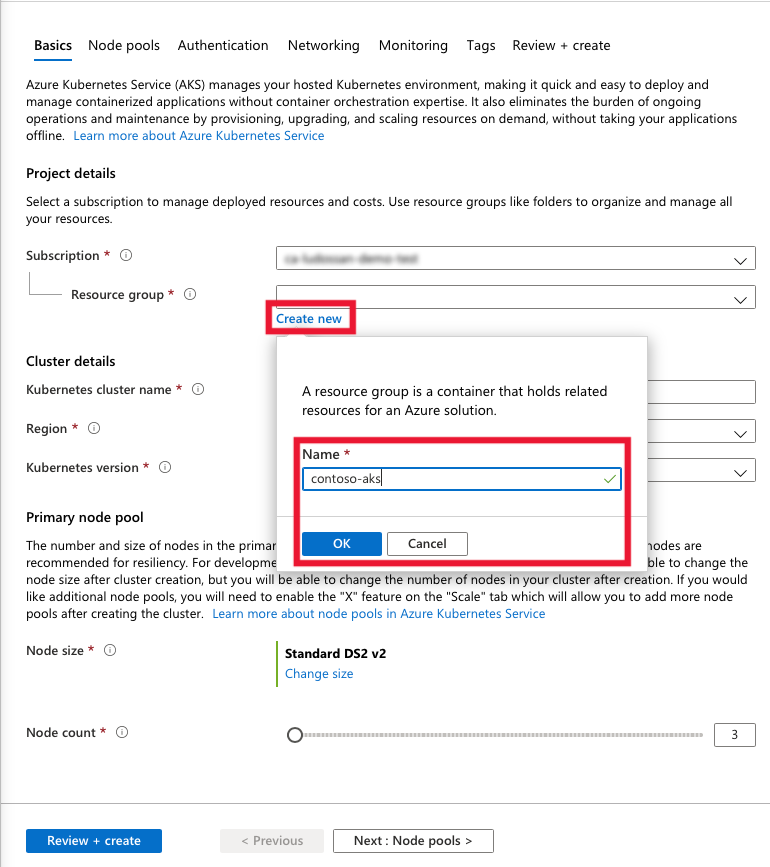 Basics Node pools Authentication Networking Monitoring Tags Review + create
Azure Kubernetes Service (AKS) manages your hosted Kubernetes environment, making it quick and easy to deploy and
manage containerized applications without container orchestration expertise. It also eliminates the burden of ongoing
operations and maintenance by provisioning, upgrading, and scaling resources on demand, without taking your applications
offline. Learn more about Azure Kubernetes Service
Project details
Select a subscription to manage deployed resources and costs. Use resource groups like folders to organize and manage all
your resources.
Subscription *
Resource group *
Create new
A resource group is a container that holds related
resources for an Azure solution.
Name *
contoso-aks
OK Cancel
Cluster details
Kubernetes cluster name *
Region *
Kubernetes version *
Primary node pool
The number and size of nodes in the primar nodes are
recommended for resiliency. For developme ble to change the
node size after cluster creation, but you will be able to change the number of nodes in your cluster after creation. If you would
like additional node pools, you will need to enable the "X" feature on the "Scale" tab which will allow you to add more node
pools after creating the cluster. Learn more about node pools in Azure Kubernetes Service
Node size *
Standard DS2 v2
Change size
Node count *
3
Review + create < Previous Next : Node pools >